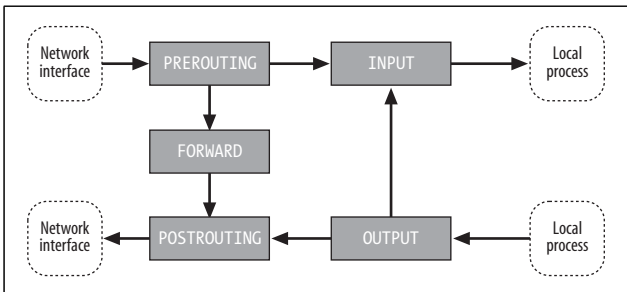 Network
interface
PREROUTING
INPUT
Local
process
FORWARD
Network
interface
POSTROUTING
OUTPUT
Local
process